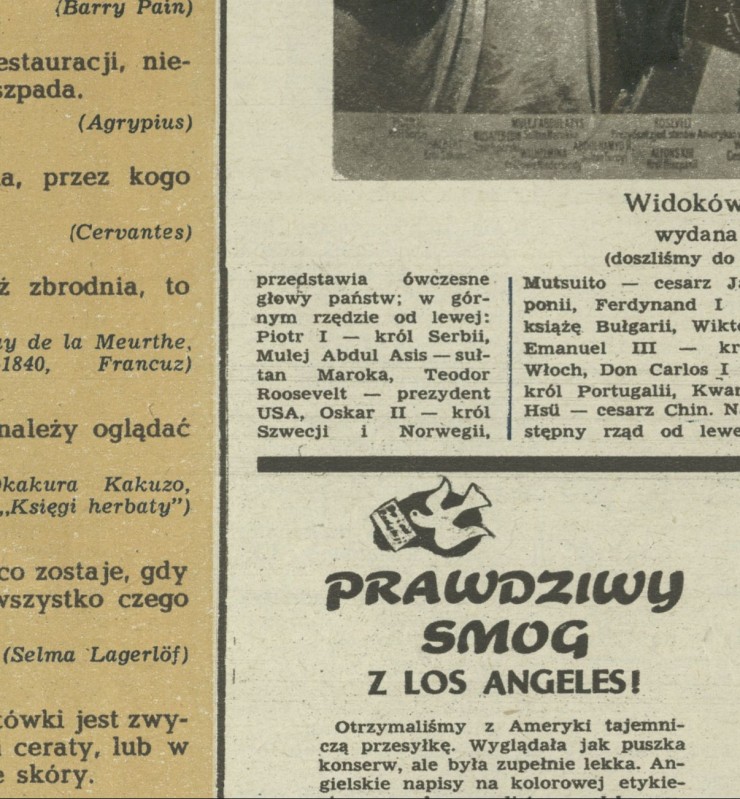 (Barry Pain)
estauracji, nie-
szpada.
(Agrypius)
a, przez kogo
(Cervantes)
ż zbrodnia, to
ay de la Meurthe,
1840, Francuz)
należy oglądać
Okakura Kakuzo,
„Księgi herbaty”)
co zostaje, gdy
wszystko czego
(Selma Lagerlöf)
tówki jest zwy-
ceraty, lub w
e skóry.
Widoków
wydana
(doszliśmy do
przedstawia ówczesne
głowy państw; w gór-
nym rzędzie od lewej:
Piotr I — król Serbii,
Mulej Abdul Asis — suł-
tan Maroka, Teodor
Roosevelt — prezydent
USA, Oskar II — król
Szwecji i Norwegii,
Mutsuito — cesarz Ja
ponii, Ferdynand I
książę Bułgarii, Wikto
Emanuel III — kr
Włoch, Don Carlos I
król Portugalii, Kwan
Hsü — cesarz Chin. Na
stępny rząd od lewe
PRAWDZIWY
SMOG
Z LOS ANGELES!
Otrzymaliśmy z Ameryki tajemni-
czą przesyłkę. Wyglądała jak puszka
konserw, ale była zupełnie lekka. An-
gielskie napisy na kolorowej etykie-